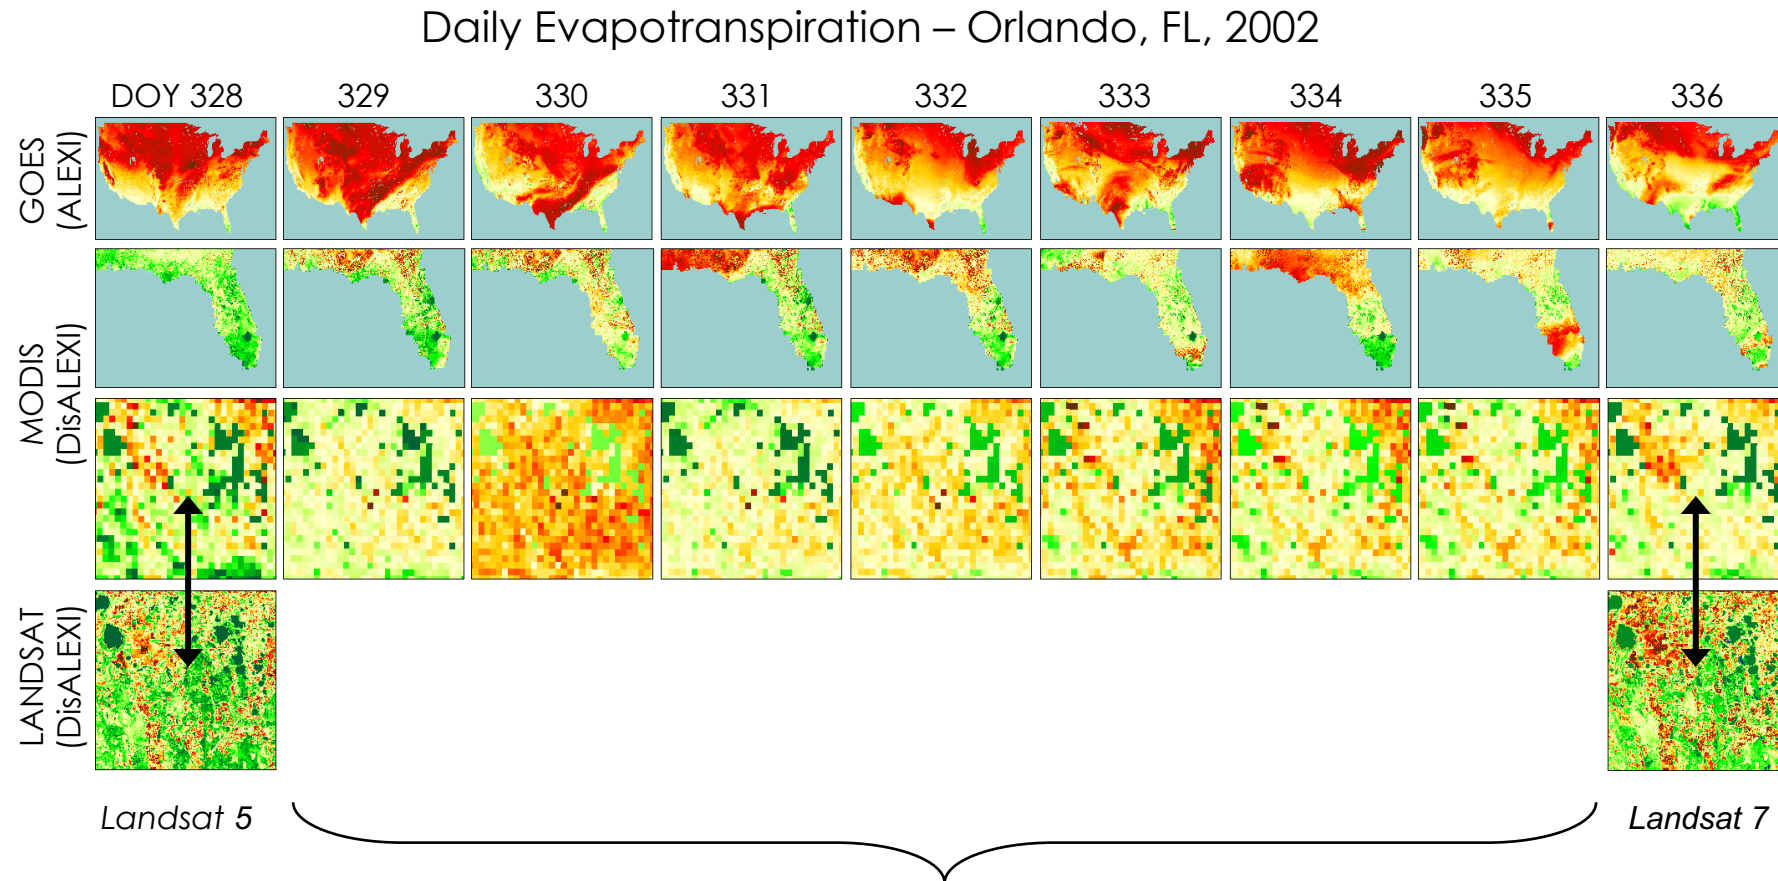 Daily Evapotranspiration – Orlando, FL, 2002
DOY 328 329 330 331 332 333 334 335 336
GOES
(ALEXI)
MODIS
(DisALEXI)
LANDSAT
(DisALEXI)
Landsat 5
Landsat 7